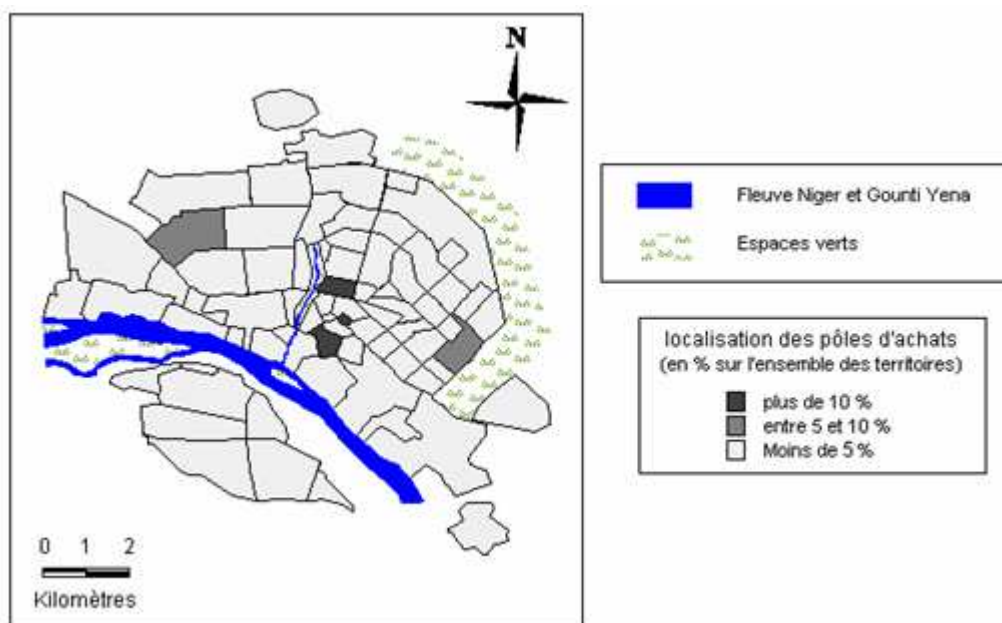 N
0 1 2
Kilomètres
Fleuve Niger et Gounti Yena
Espaces verts
localisation des pôles d'achats
(en % sur l'ensemble des territoires)
plus de 10 %
entre 5 et 10 %
Moins de 5 %